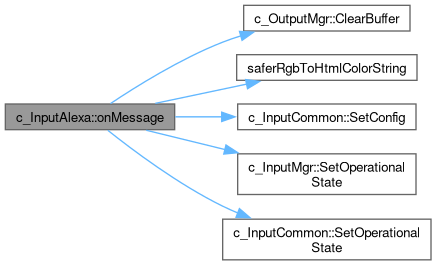 c_InputAlexa::onMessage
c_OutputMgr::ClearBuffer
saferRgbToHtmlColorString
c_InputCommon::SetConfig
c_InputMgr::SetOperational
State
c_InputCommon::SetOperational
State